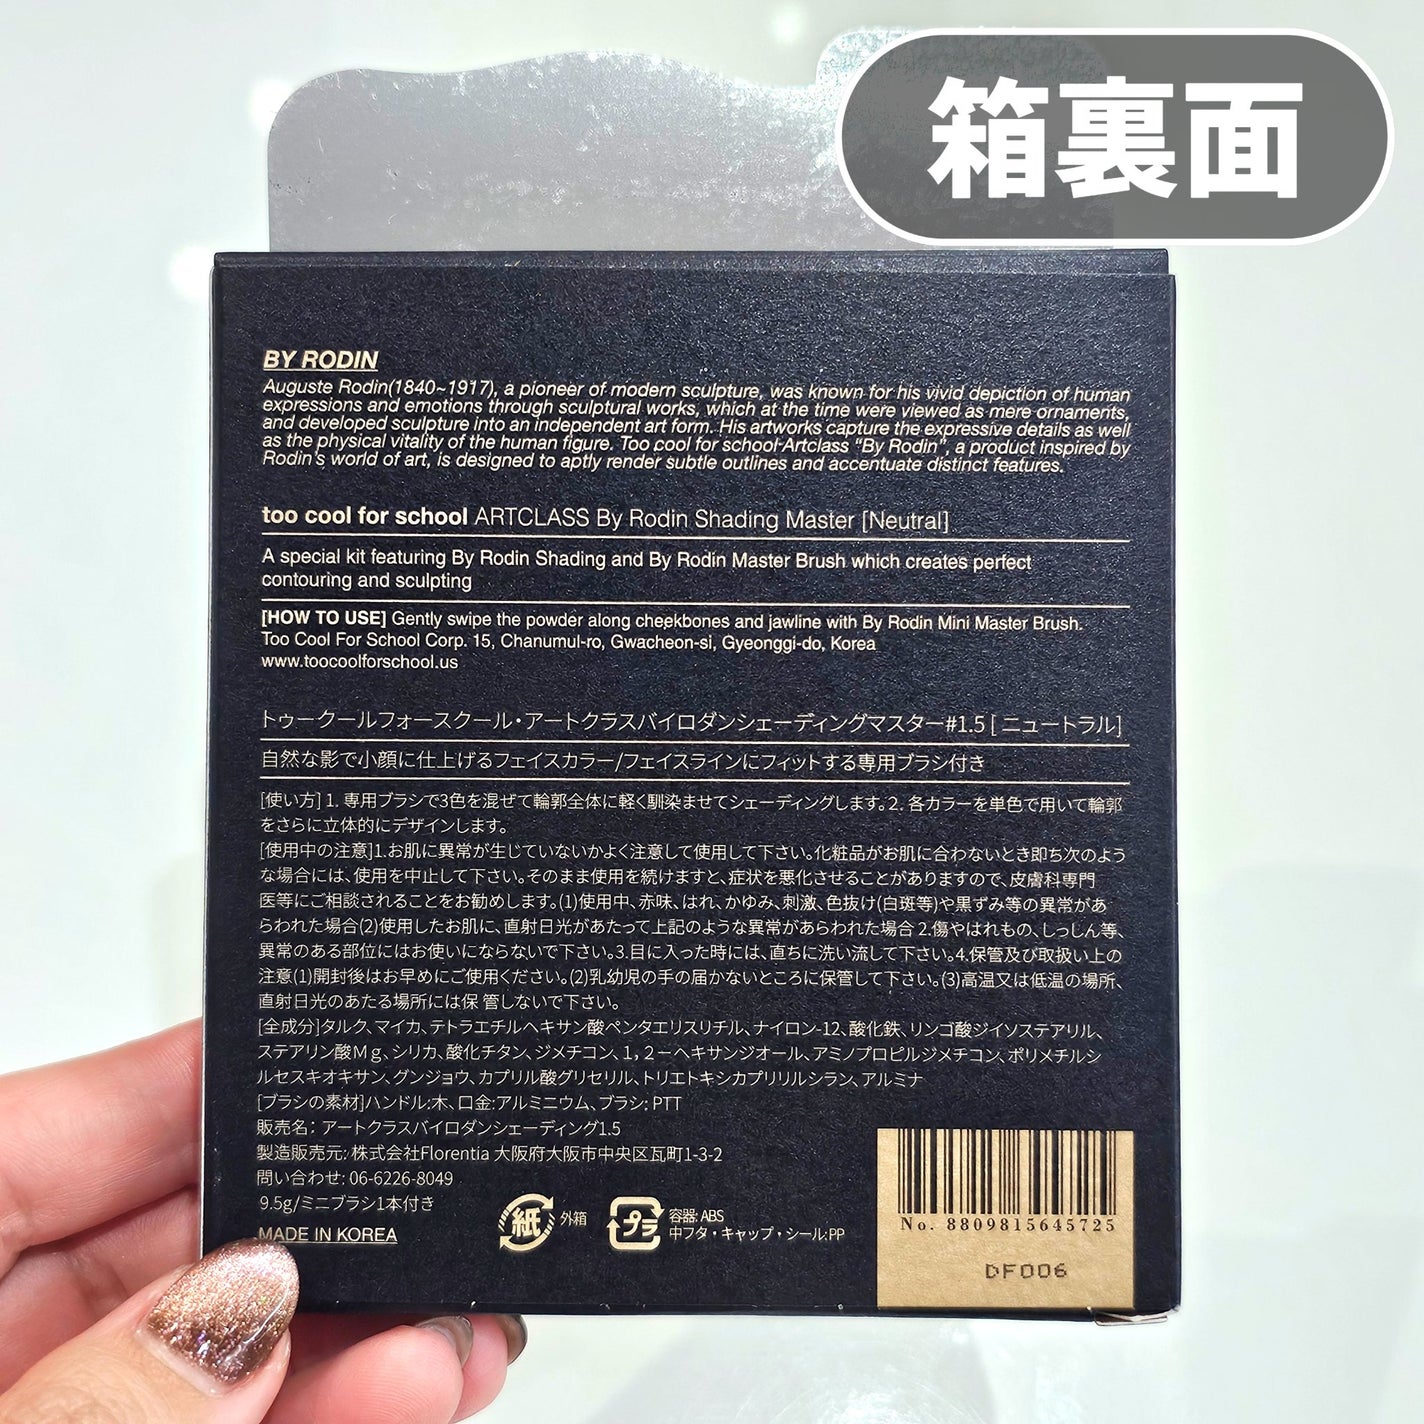 箱裏面
BY RODIN
Auguste Rodin(1840~1917), a pioneer of modern sculpture, was known for his vivid depiction of human
expressions and emotions through sculptural works, which at the time were viewed as mere ornaments,
and developed sculpture into an independent art form. His artworks capture the expressive details as well
as the physical vitality of the human figure. Too cool for school Artclass "By Rodin", a product inspired by
Rodin's world of art, is designed to aptly render subtle outlines and accentuate distinct features.
too cool for school ARTCLASS By Rodin Shading Master [Neutral]
A special kit featuring By Rodin Shading and By Rodin Master Brush which creates perfect
contouring and sculpting
[HOW TO USE] Gently swipe the powder along cheekbones and jawline with By Rodin Mini Master Brush.
Too Cool For School Corp. 15, Chanumul-ro, Gwacheon-si, Gyeonggi-do, Korea
www.toocoolforschool.us
トゥークールフォースクール・アートクラスバイロダンシェーディングマスター#1.5 [ ニュートラル]
自然な影で小顔に仕上げるフェイスカラー/フェイスラインにフィットする専用ブラシ付き
[使い方] 1. 専用ブラシで3色を混ぜて輪郭全体に軽く馴染ませてシェーディングします。2. 各カラーを単色で用いて輪郭
をさらに立体的にデザインします。
[使用中の注意]1.お肌に異常が生じていないかよく注意して使用して下さい。化粧品がお肌に合わないとき即ち次のよう
な場合には、使用を中止して下さい。そのまま使用を続けますと、症状を悪化させることがありますので、皮膚科専門
医等にご相談されることをお勧めします。(1)使用中、赤味、はれ、かゆみ、刺激、色抜け(白斑等)や黒ずみ等の異常があ
らわれた場合(2)使用したお肌に、直射日光があたって上記のような異常があらわれた場合 2.傷やはれもの、しっしん等、
異常のある部位にはお使いにならないで下さい。3.目に入った時には、直ちに洗い流して下さい。4.保管及び取扱い上の
注意(1)開封後はお早めにご使用ください。(2)乳幼児の手の届かないところに保管して下さい。(3)高温又は低温の場所、
直射日光のあたる場所には保 管しないで下さい。
[全成分]タルク、マイカ、テトラエチルヘキサン酸ペンタエリスリチル、ナイロン-12、酸化鉄、リンゴ酸ジイソステアリル、
ステアリン酸Ｍｇ、シリカ、酸化チタン、ジメチコン、１，２－ヘキサンジオール、アミノプロピルジメチコン、ポリメチルシ
ルセスキオキサン、グンジョウ、カプリル酸グリセリル、トリエトキシカプリリルシラン、アルミナ
[ブラシの素材]ハンドル:木、口金:アルミニウム、ブラシ: PTT
販売名： アートクラスバイロダンシェーディング1.5
製造販売元: 株式会社Florentia 大阪府大阪市中央区瓦町1-3-2
問い合わせ: 06-6226-8049
9.5g/ミニブラシ1本付き
MADE IN KOREA
紙 外箱
プラ 容器: ABS
中フタ・キャップ・シール:PP
No. 8809815645725
DF006